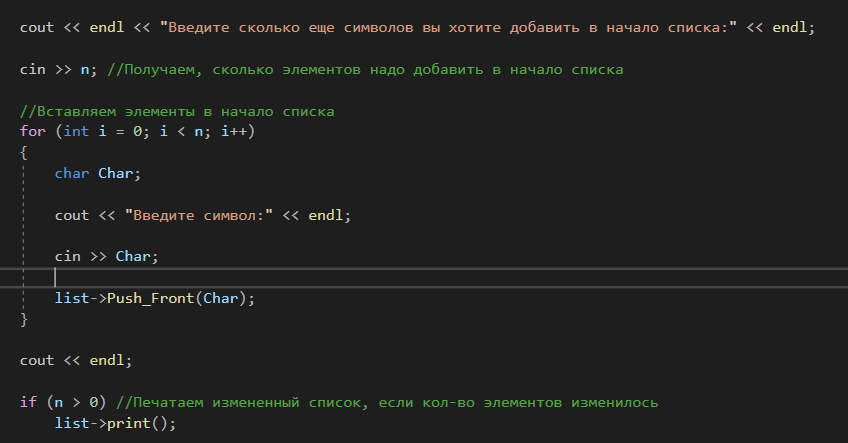 cout << endl << "Введите сколько еще символов вы хотите добавить в начало списка:" << endl;
cin >> n; //Получаем, сколько элементов надо добавить в начало списка
//Вставляем элементы в начало списка
for (int i = 0; i < n; i++)
{
char Char;
cout << "Введите символ:" << endl;
cin >> Char;
list->Push_Front(Char);
}
cout << endl;
if (n > 0) //Печатаем измененный список, если кол-во элементов изменилось
list->print();